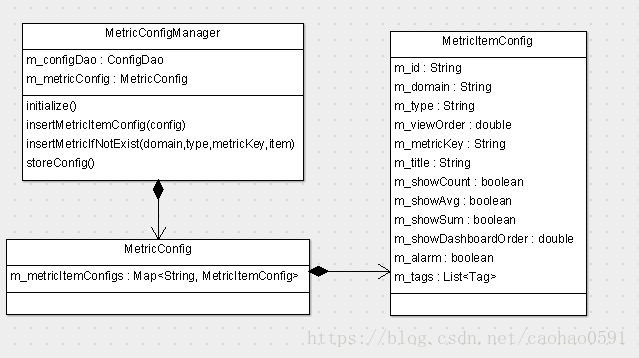 MetricConfigManager
m_configDao : ConfigDao
m_metricConfig : MetricConfig
initialize()
insertMetricItemConfig(config)
insertMetricIfNotExist(domain,type,metricKey,item)
storeConfig()
MetricConfig
m_metricItemConfigs : Map<String, MetricItemConfig>
MetricItemConfig
m_id : String
m_domain : String
m_type : String
m_viewOrder : double
m_metricKey : String
m_title : String
m_showCount : boolean
m_showAvg : boolean
m_showSum : boolean
m_showDashboardOrder : double
m_alarm : boolean
m_tags : List<Tag>
https://blog.csdn.net/caohao0591